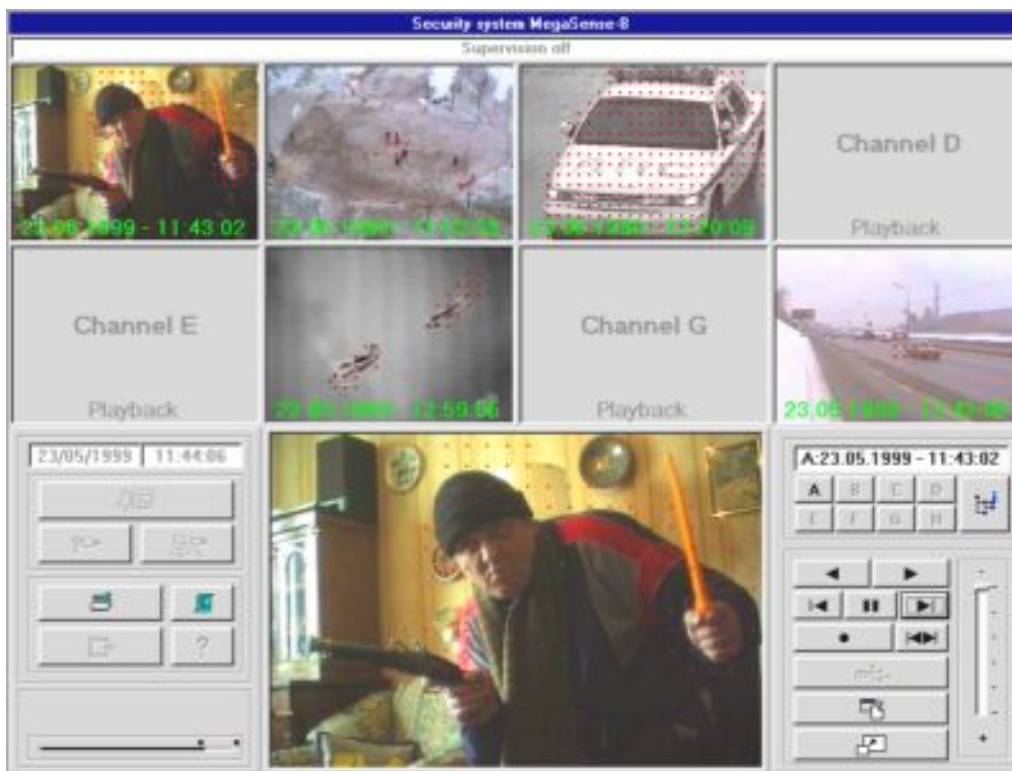 Security system MegaSense-8
Supervision off
23.05.1999 - 11:43:02
Channel D
Playback
Channel E
Playback
Channel G
Playback
23/05/1999 11:44:06
A:23.05.1999 - 11:43:02
A B C D
E F G H
?